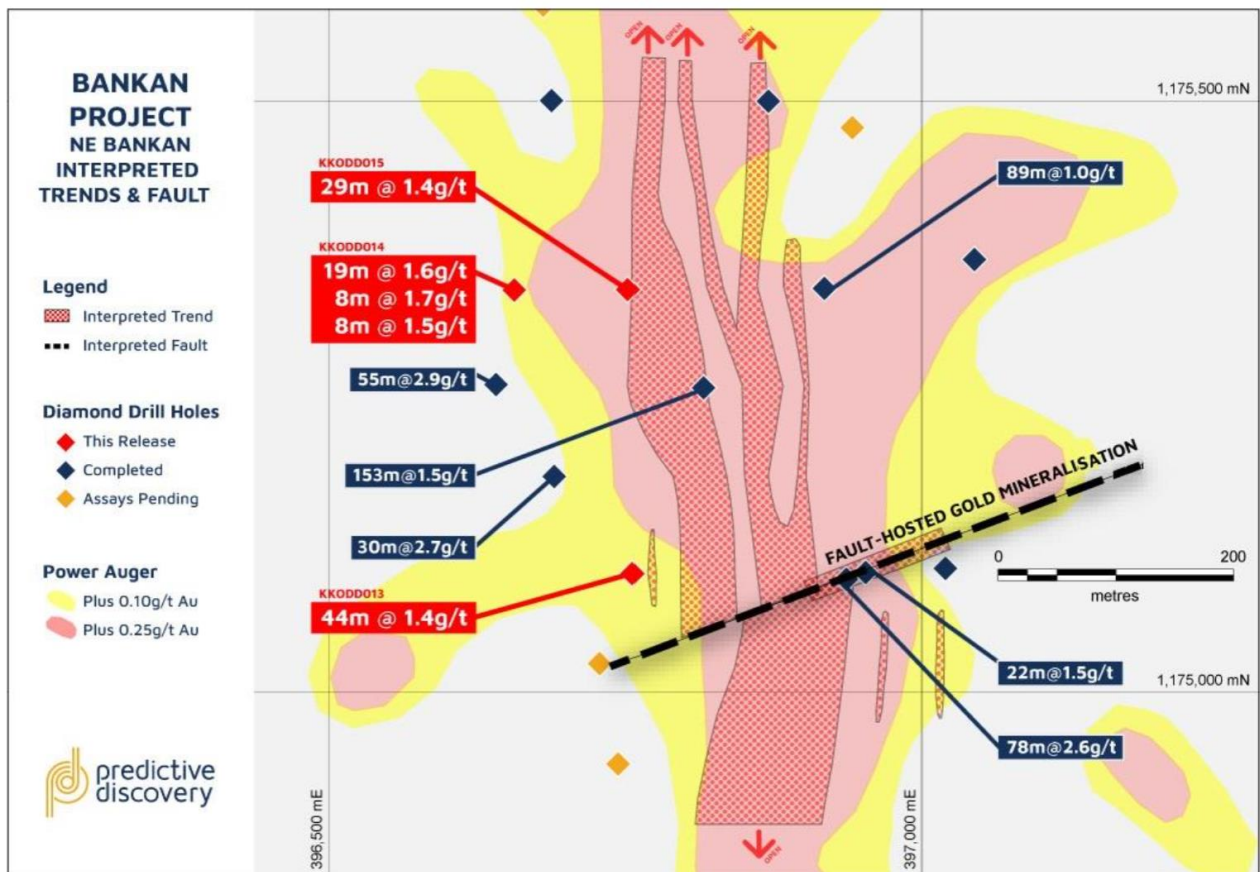 BANKAN
PROJECT
NE BANKAN
INTERPRETED
TRENDS & FAULT
Legend
Interpreted Trend
Interpreted Fault
Diamond Drill Holes
This Release
Completed
Assays Pending
Power Auger
Plus 0.10g/t Au
Plus 0.25g/t Au
predictive
discovery
OPEN
OPEN
OPEN
1,175,500 mN
KKODD015
29m @ 1.4g/t
89m@1.0g/t
KKODD014
19m @ 1.6g/t
8m @ 1.7g/t
8m @ 1.5g/t
55m@2.9g/t
153m@1.5g/t
30m@2.7g/t
FAULT-HOSTED GOLD MINERALISATION
0
200
metres
KKODD013
44m @ 1.4g/t
22m@1.5g/t
1,175,000 mN
78m@2.6g/t
396,500 mE
397,000 mE
OPEN